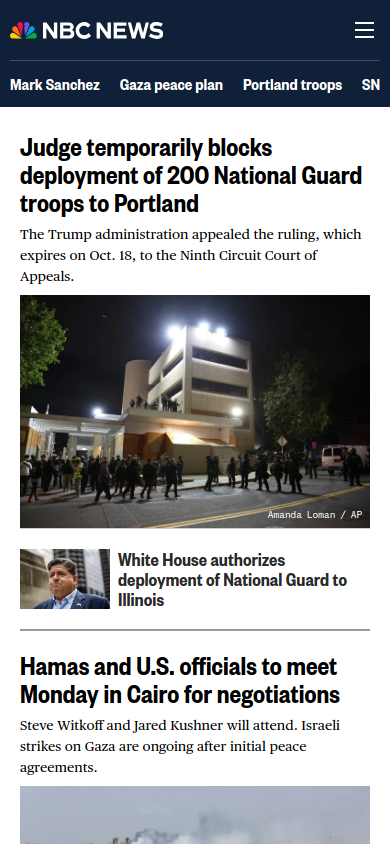 NBC NEWS
Mark Sanchez Gaza peace plan Portland troops SN
Judge temporarily blocks
deployment of 200 National Guard
troops to Portland
The Trump administration appealed the ruling, which
expires on Oct. 18, to the Ninth Circuit Court of
Appeals.
Amanda Loman / AP
White House authorizes
deployment of National Guard to
Illinois
Hamas and U.S. officials to meet
Monday in Cairo for negotiations
Steve Witkoff and Jared Kushner will attend. Israeli
strikes on Gaza are ongoing after initial peace
agreements.